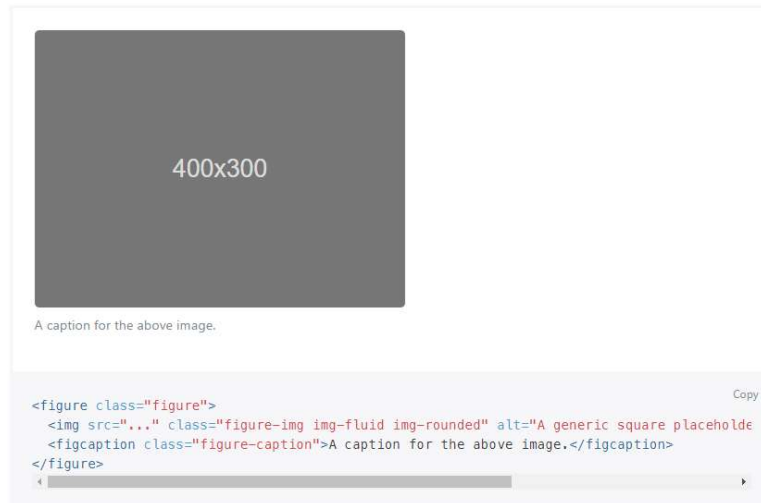 400x300
A caption for the above image.
Copy
<figure class="figure">
<img src="..." class="figure-img img-fluid img-rounded" alt="A generic square
<figcaption class="figure-caption">A caption for the above image.</figcaption>
</figure>